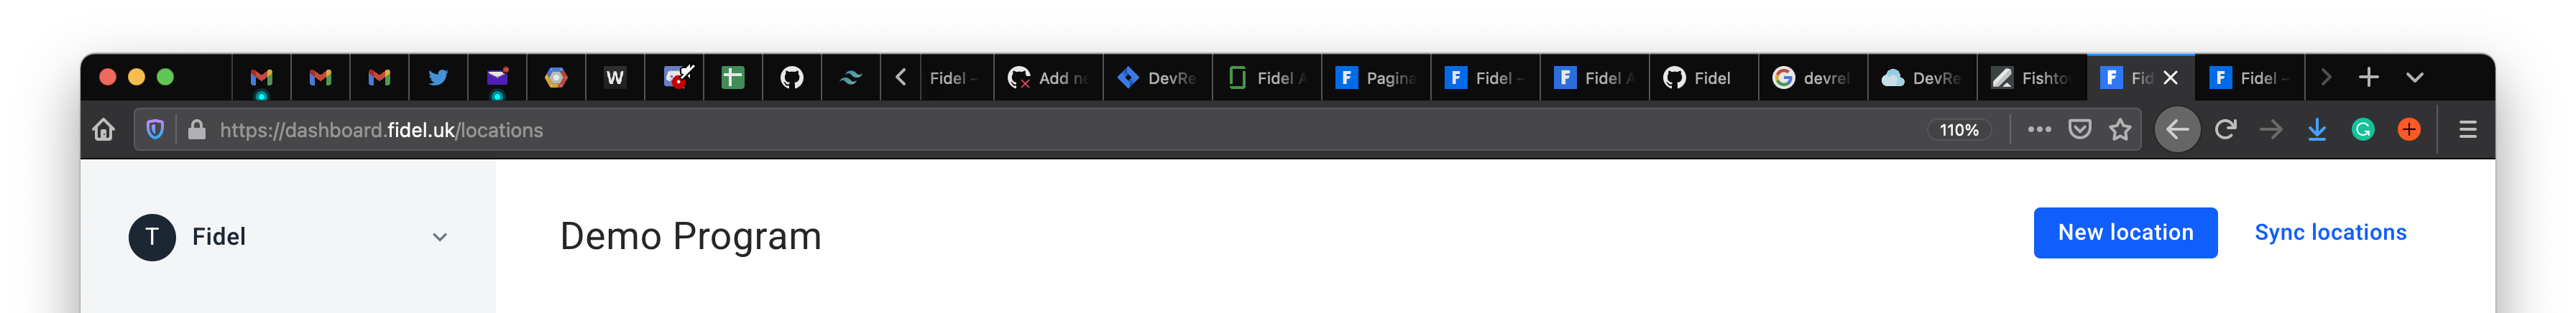 W Fidel – Add ne DevRe Fidel A Pagina Fidel – Fidel A Fidel devrel DevRe Fishto Fid Fidel –
https://dashboard.fidel.uk/locations 110%
T Fidel Demo Program New location Sync locations